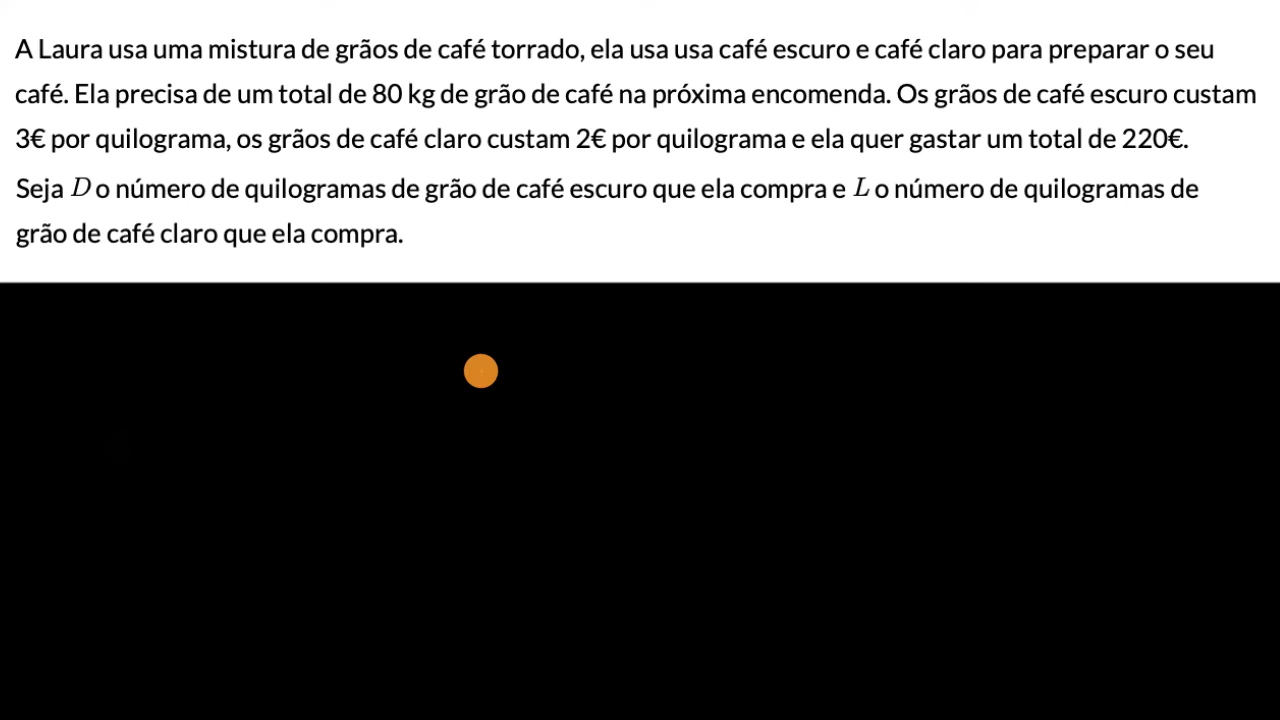 A Laura usa uma mistura de grãos de café torrado, ela usa usa café escuro e café claro para preparar o seu
café. Ela precisa de um total de 80 kg de grão de café na próxima encomenda. Os grãos de café escuro custam
3€ por quilograma, os grãos de café claro custam 2€ por quilograma e ela quer gastar um total de 220€.
Seja D o número de quilogramas de grão de café escuro que ela compra e L o número de quilogramas de
grão de café claro que ela compra.